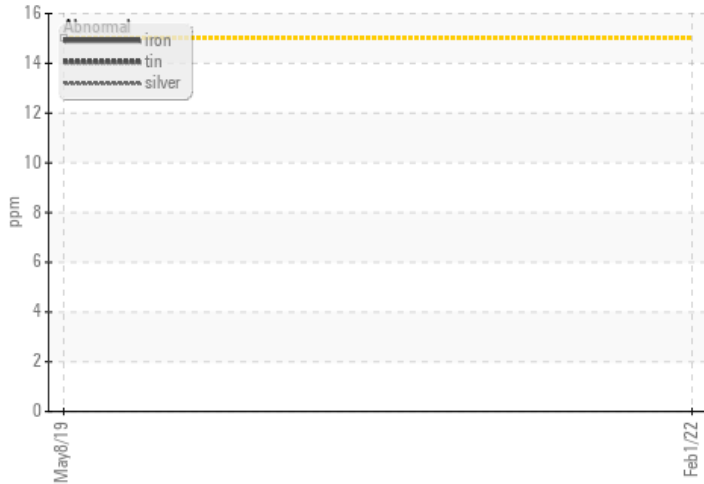 16
Abnormal
iron
tin
silver
14
12
10
8
6
4
2
0
ppm
May8/19
Feb1/22